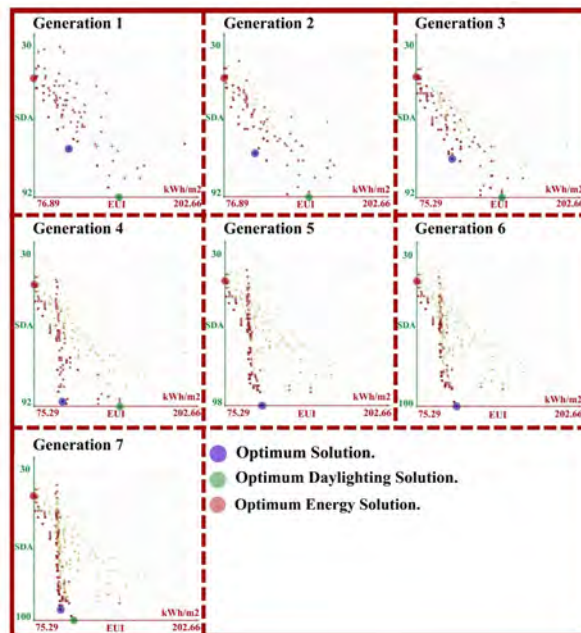 Generation 1
30
SDA
92
kWh/m2
76.89 EUI 202.66
Generation 2
30
SDA
92
kWh/m2
76.89 EUI 202.66
Generation 3
30
SDA
92
kWh/m2
75.29 EUI 202.66
Generation 4
30
SDA
92
kWh/m2
75.29 EUI 202.66
Generation 5
30
SDA
98
kWh/m2
75.29 EUI 202.66
Generation 6
30
SDA
100
kWh/m2
75.29 EUI 202.66
Generation 7
30
SDA
100
kWh/m2
75.29 EUI 202.66
Optimum Solution.
Optimum Daylighting Solution.
Optimum Energy Solution.